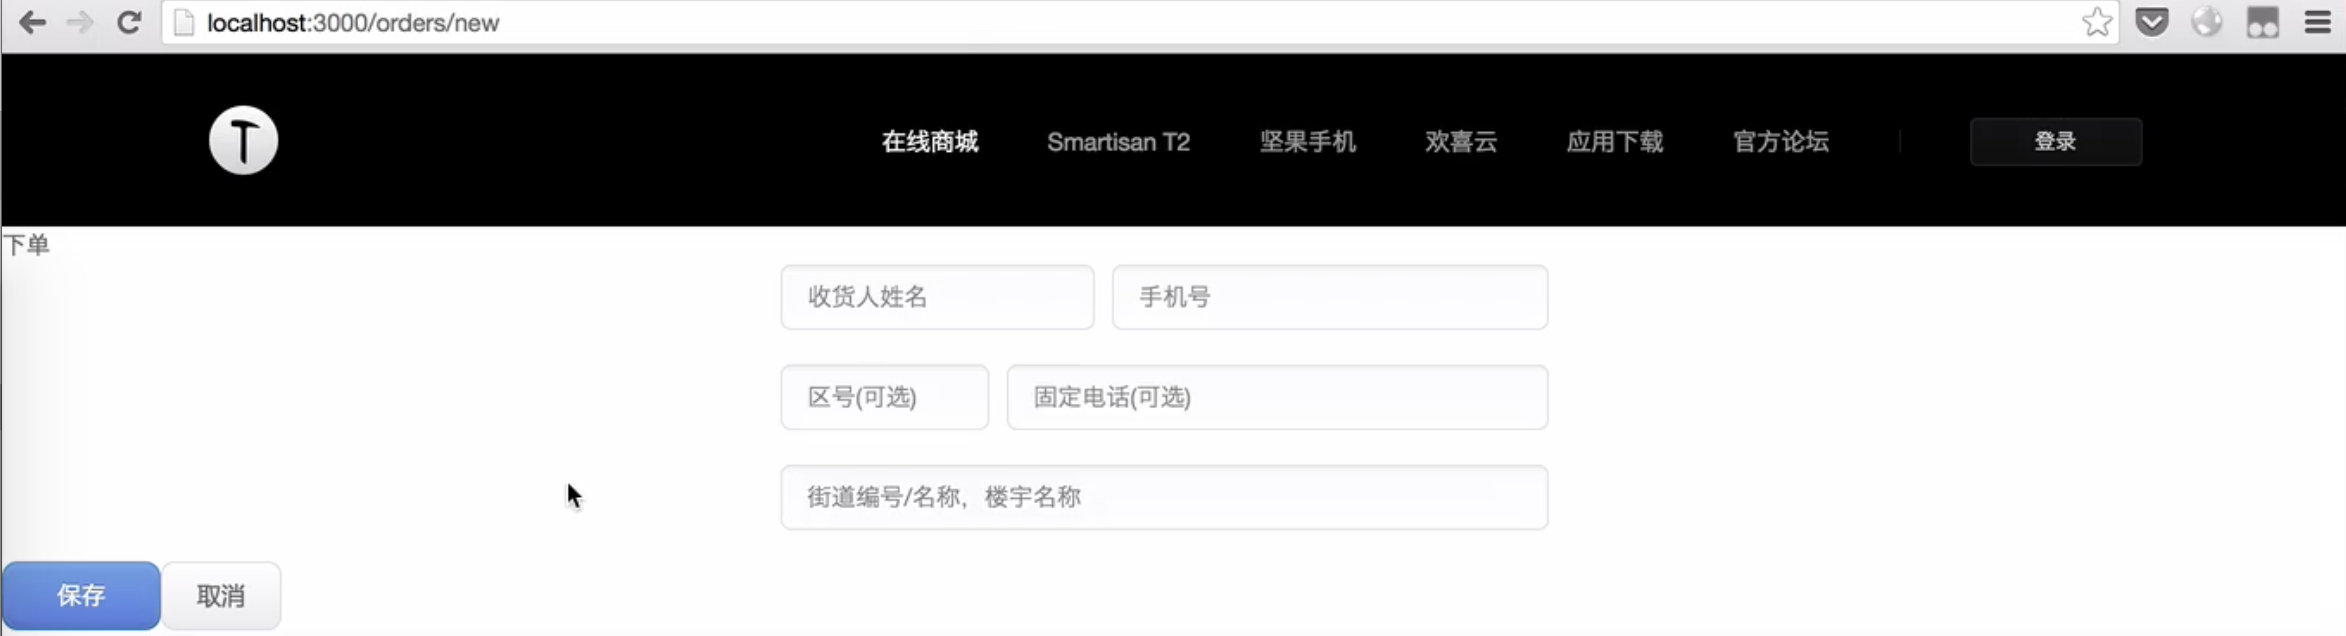 localhost:3000/orders/new
在线商城 Smartisan T2 坚果手机 欢喜云 应用下载 官方论坛 登录
下单
收货人姓名 手机号
区号(可选) 固定电话(可选)
街道编号/名称，楼宇名称
保存 取消